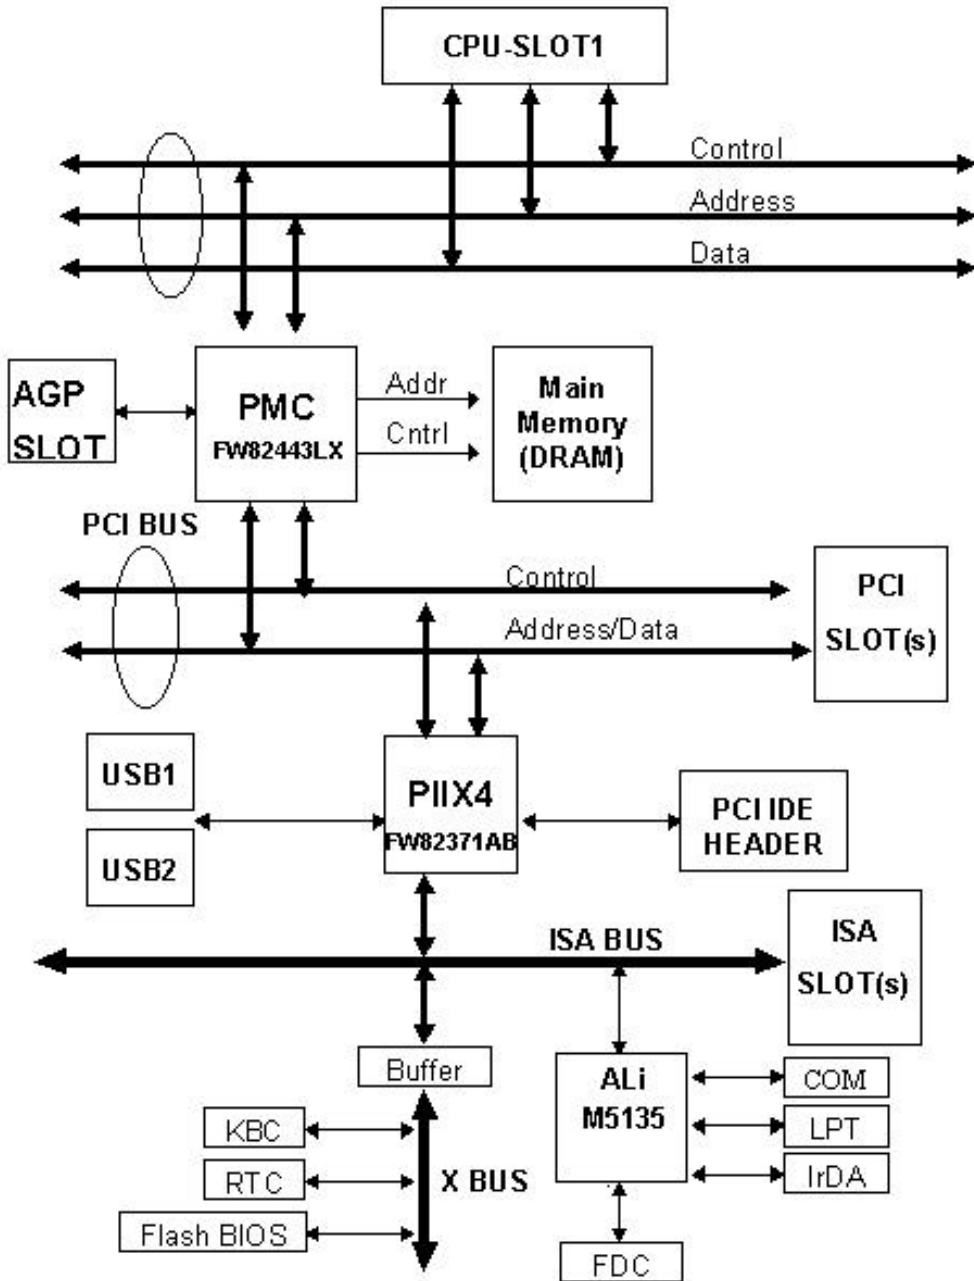 CPU-SLOT1
Control
Address
Data
AGP
SLOT
PMC
FW82443LX
Addr
Cntrl
Main
Memory
(DRAM)
PCI BUS
Control
Address/Data
PCI
SLOT(s)
USB1
USB2
PIIX4
FW82371AB
PCI IDE
HEADER
ISA BUS
ISA
SLOT(s)
Buffer
KBC
RTC
Flash BIOS
X BUS
ALi
M5135
COM
LPT
IrDA
FDC